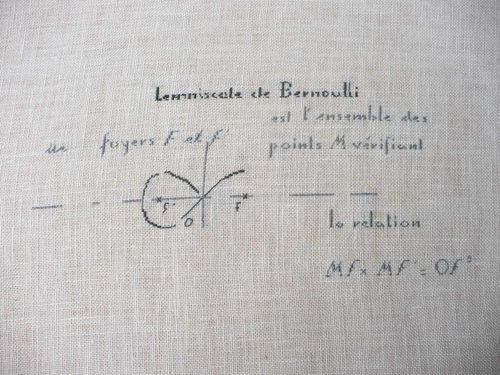 Lemniscate de Bernoulli
de foyers F et F'
est l'ensemble des
points M vérifiant
F'
O
F
la relation
MF × MF' = OF²